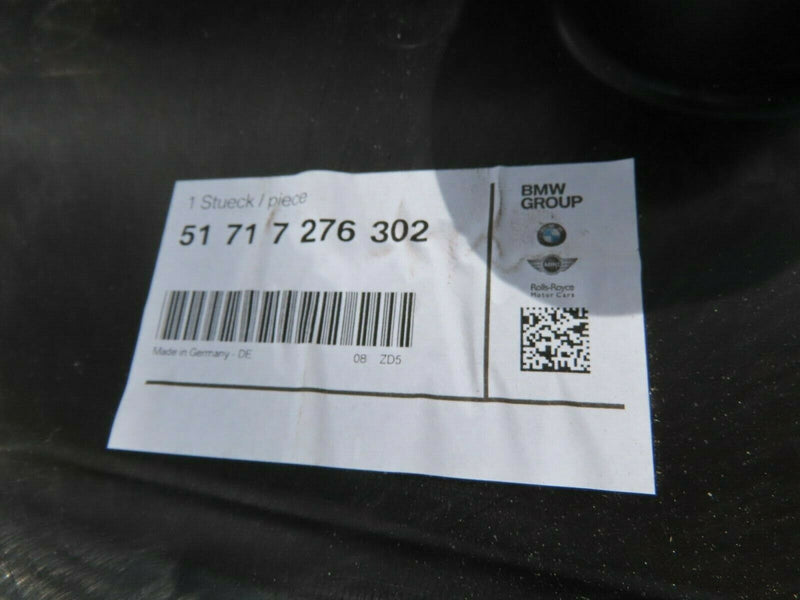 1 Stueck / piece
51 71 7 276 302
Made in Germany - DE 08 ZD5
BMW
GROUP
MINI
Rolls-Royce
Motor Cars